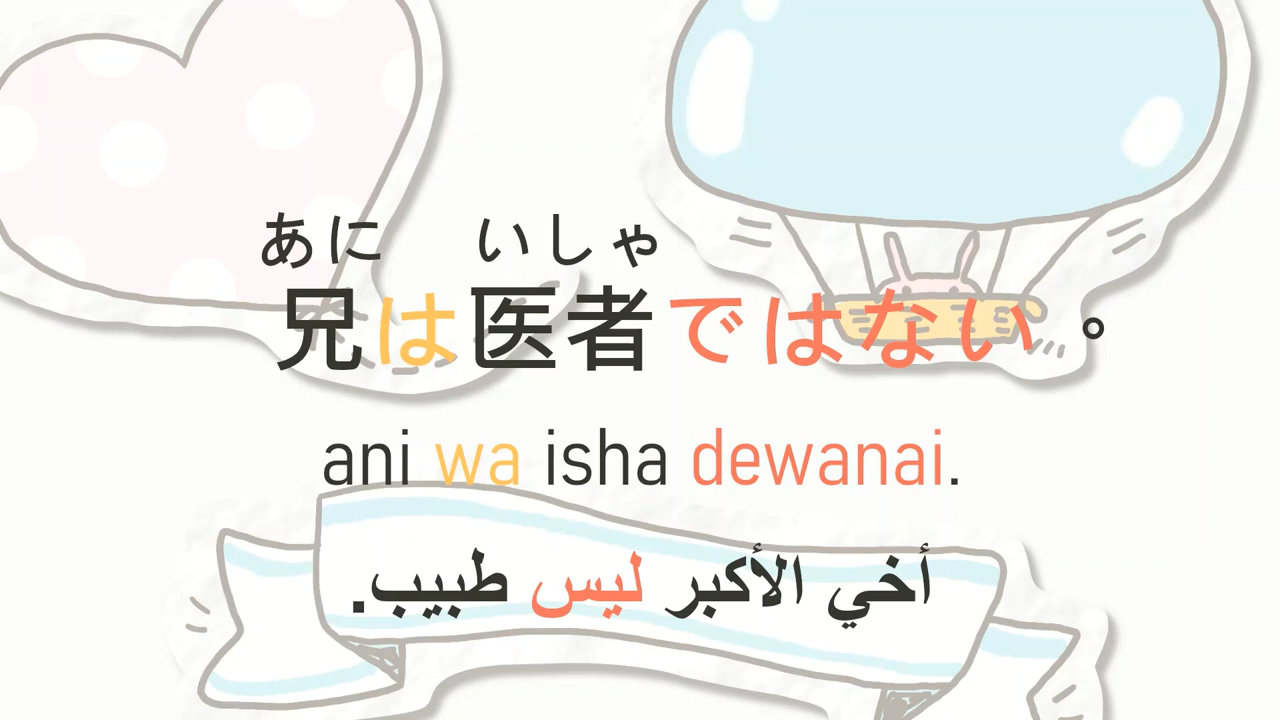 あに いしゃ
兄は医者ではない。
ani wa isha dewanai.
أخي الأكبر ليس طبيب.